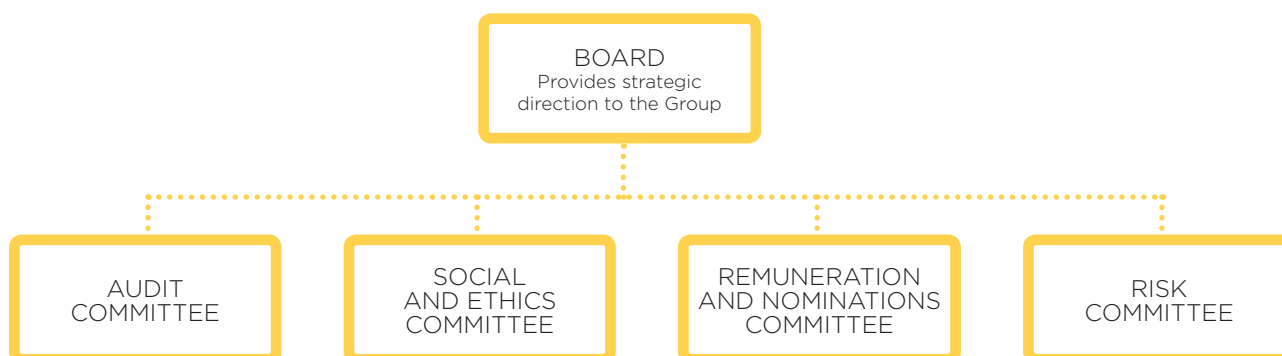 BOARD
Provides strategic
direction to the Group
AUDIT
COMMITTEE
SOCIAL
AND ETHICS
COMMITTEE
REMUNERATION
AND NOMINATIONS
COMMITTEE
RISK
COMMITTEE